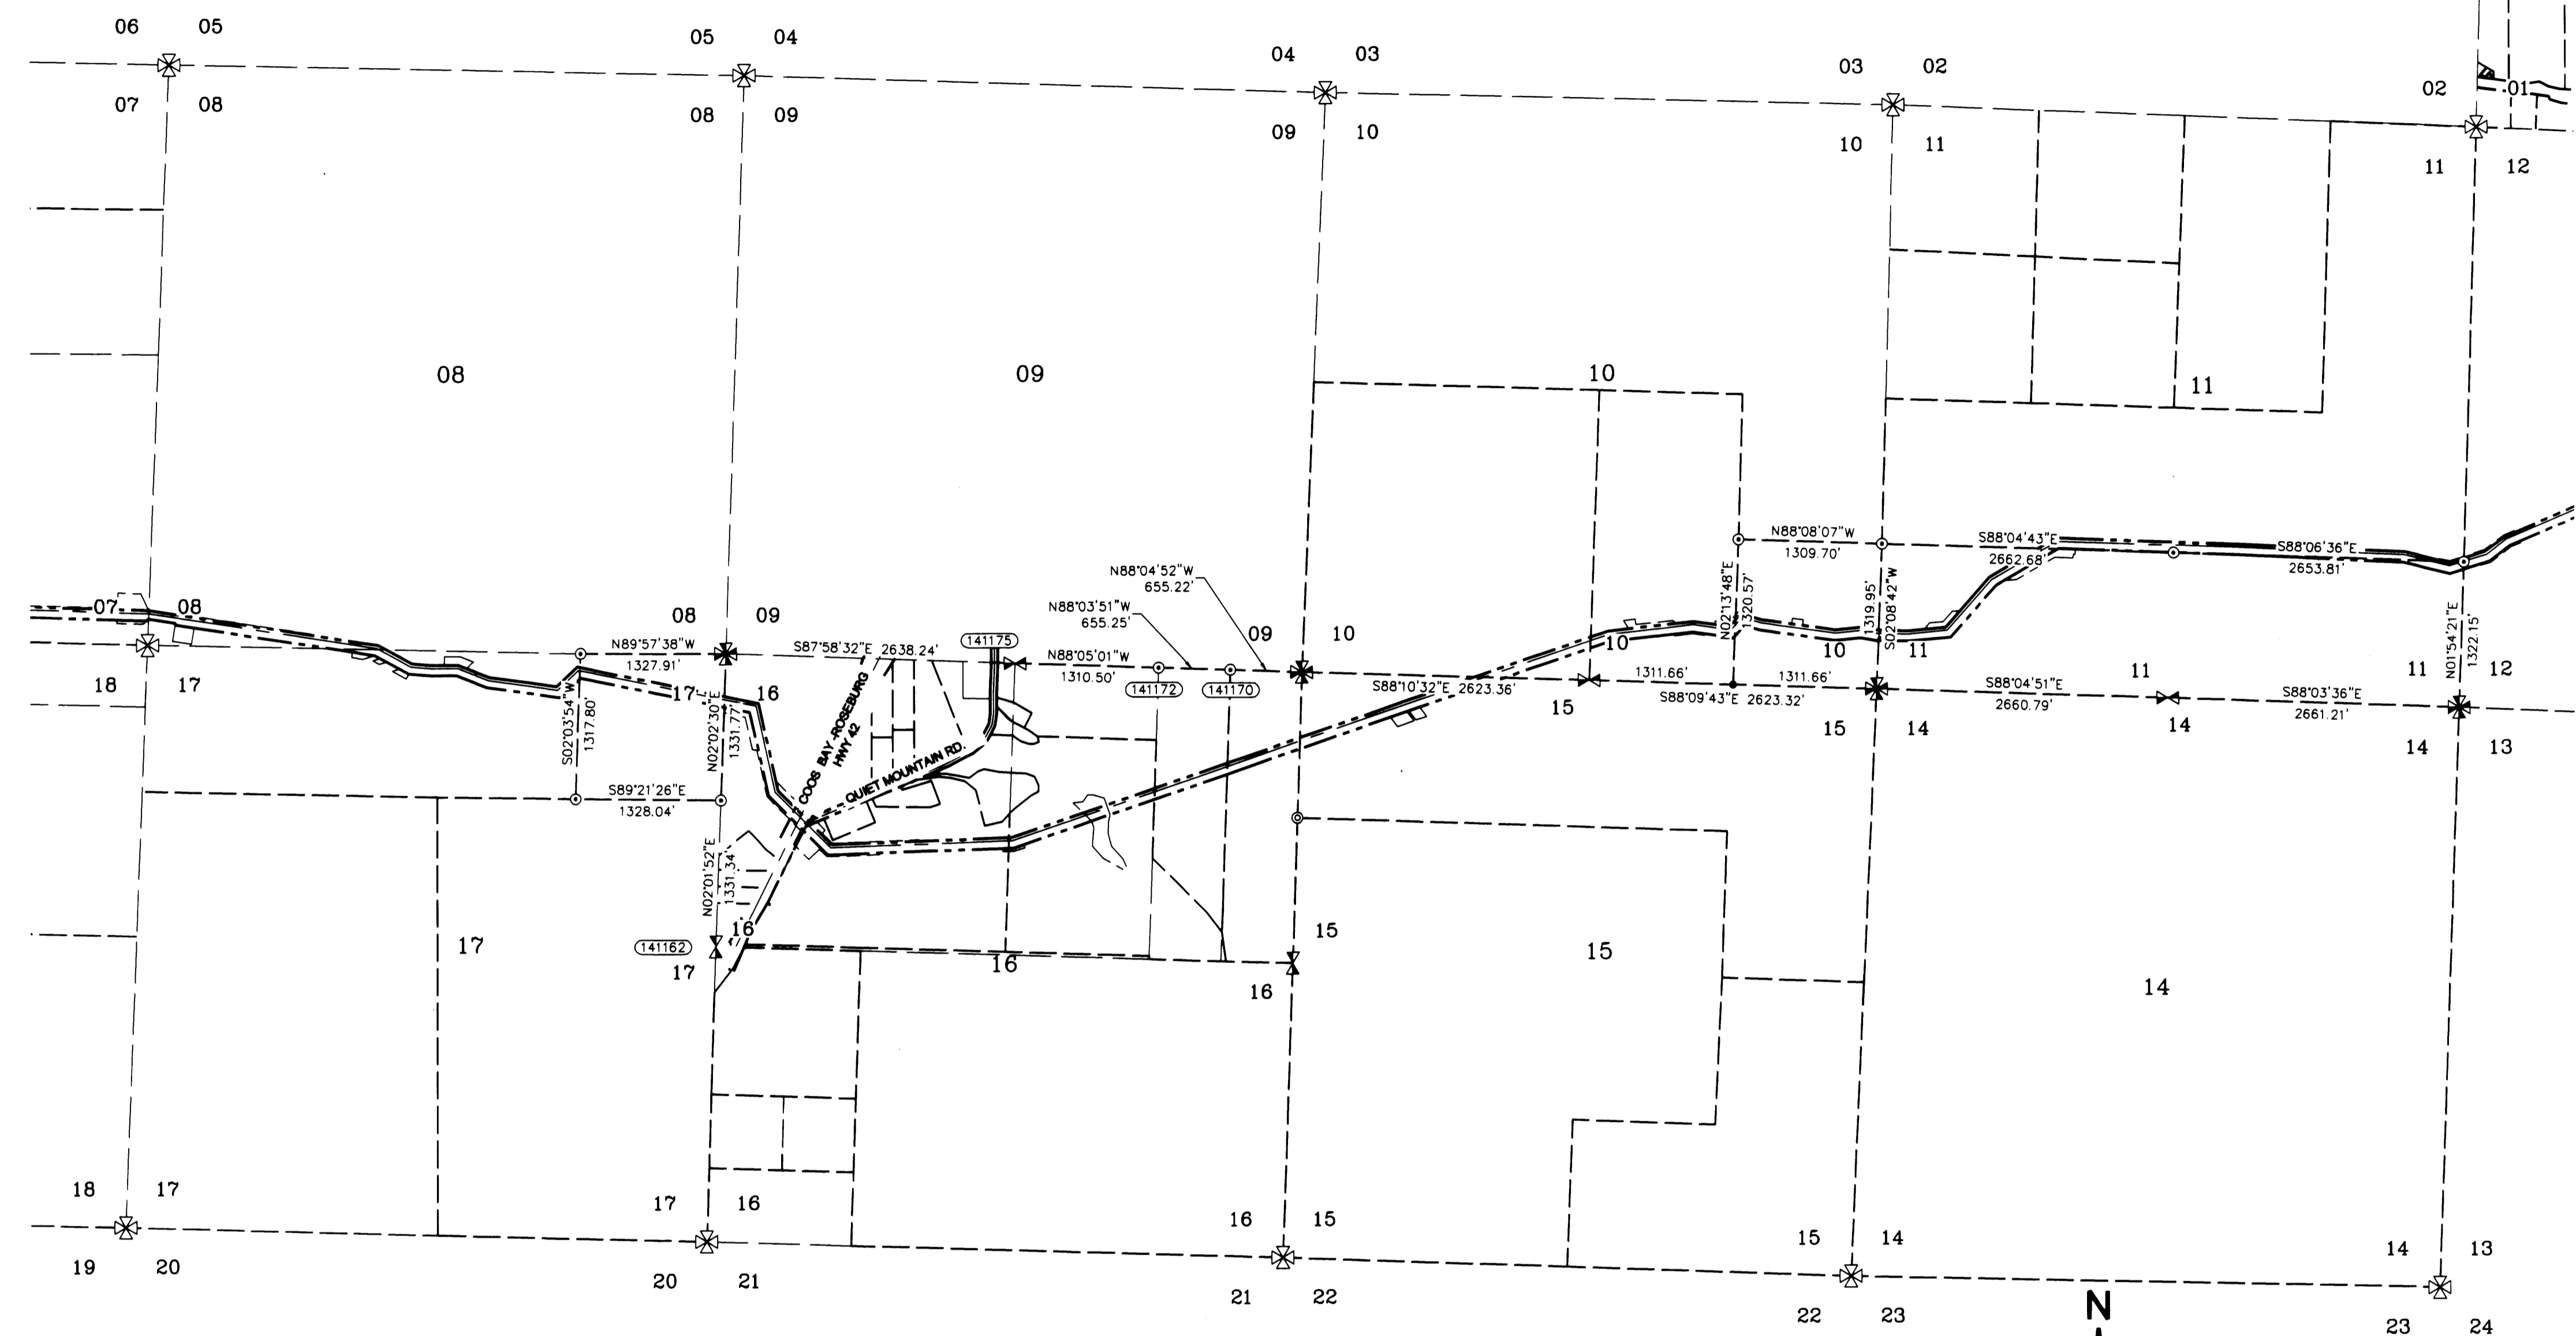 06 05
05 04
04 03
03 02
02 01
07 08
08 09
09 10
10 11
11 12
08
09
10
11
N88°08'07"W
1309.70'
S88°04'43"E
2662.68'
S88°06'36"E
2653.81'
N88°04'52"W
655.22'
N88°03'51"W
655.25'
N02°13'48"E
1320.57'
1319.95'
S02°08'42"W
N01°54'21"E
1322.15'
07 08
08 09
09 10
10
10 11
11
11 12
N89°57'38"W
1327.91'
S87°58'32"E 2638.24'
141175
N88°05'01"W
1310.50'
141172
141170
S88°10'32"E 2623.36'
1311.66'
1311.66'
S88°09'43"E 2623.32'
S88°04'51"E
2660.79'
S88°03'36"E
2661.21'
18 17
17 16
15
15 14
14
14 13
S02°03'54"W
1317.80'
N02°02'30"E
1331.77'
COOS BAY-ROSEBURG
HWY 42
QUIET MOUNTAIN RD.
S89°21'26"E
1328.04'
N02°01'52"E
1331.34'
16
141162
17
17
16
15
16
15
14
18 17
17 16
16 15
15 14
14 13
19 20
20 21
21 22
22 23
23 24
N